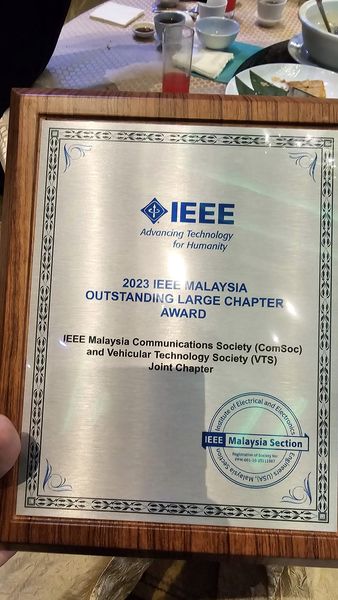 IEEE
Advancing Technology
for Humanity
2023 IEEE MALAYSIA
OUTSTANDING LARGE CHAPTER
AWARD
IEEE Malaysia Communications Society (ComSoc)
and Vehicular Technology Society (VTS)
Joint Chapter
Institute of Electrical and Electronics
IEEE Malaysia Section
Registration of Society No:
Engineers (USA), Malaysia Section